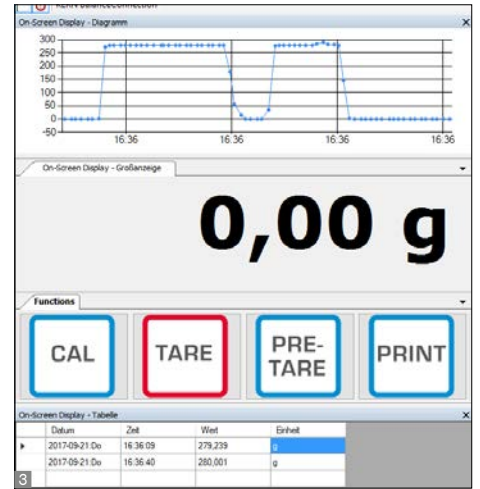 KERN BalanceConnection
On-Screen Display - Diagramm
300
250
200
150
100
50
0
-50
16:36 16:36 16:36 16:36
On-Screen Display - Großanzeige
0,00 g
Functions
CAL TARE PRE-TARE PRINT
On-Screen Display - Tabelle
Datum Zeit Wert Einheit
2017-09-21:Do 16:36:09 279,239 g
2017-09-21:Do 16:36:40 280,001 g
3